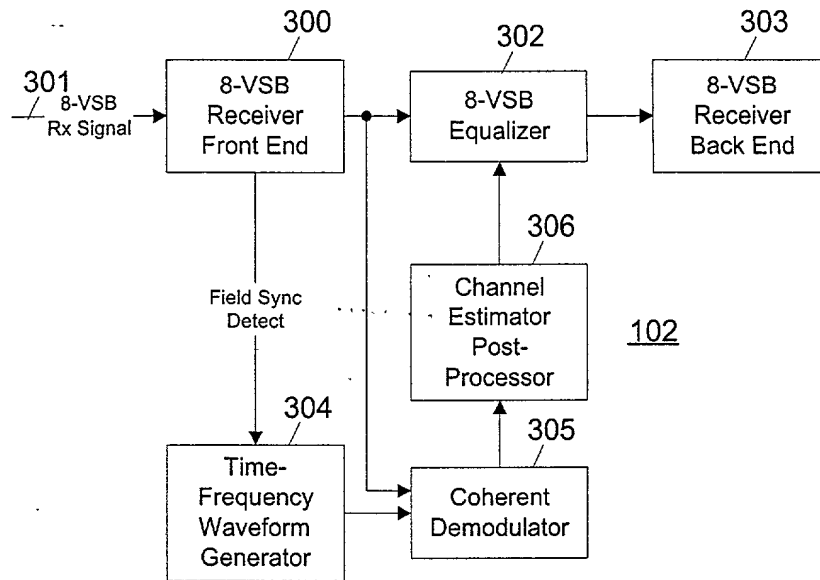 300
302
303
301
8-VSB
Rx Signal
8-VSB
Receiver
Front End
8-VSB
Equalizer
8-VSB
Receiver
Back End
306
Field Sync
Detect
Channel
Estimator
Post-
Processor
102
304
305
Time-
Frequency
Waveform
Generator
Coherent
Demodulator